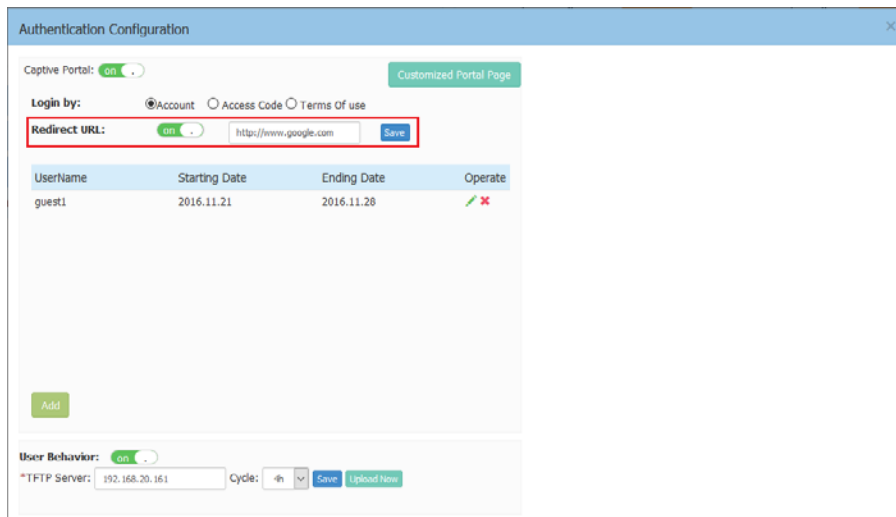 Authentication Configuration
Captive Portal: on
Customized Portal Page
Login by: Account Access Code Terms Of use
Redirect URL: on http://www.google.com Save
UserName Starting Date Ending Date Operate
guest1 2016.11.21 2016.11.28
Add
User Behavior: on
*TFTP Server: 192.168.20.161 Cycle: 4h Save Upload Now